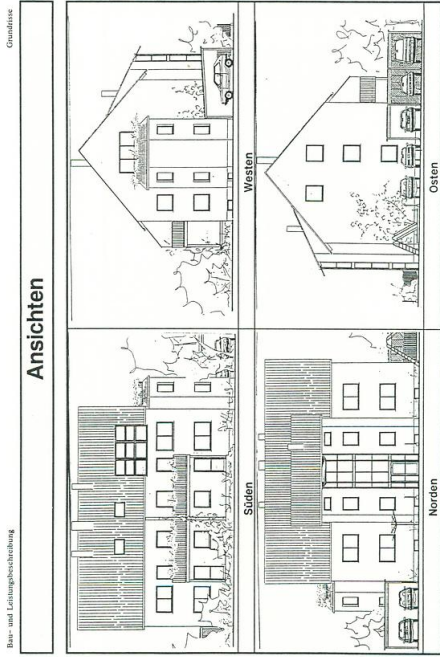 Bau- und Leistungsbeschreibung
Grundrisse
Ansichten
Süden
Westen
Norden
Osten